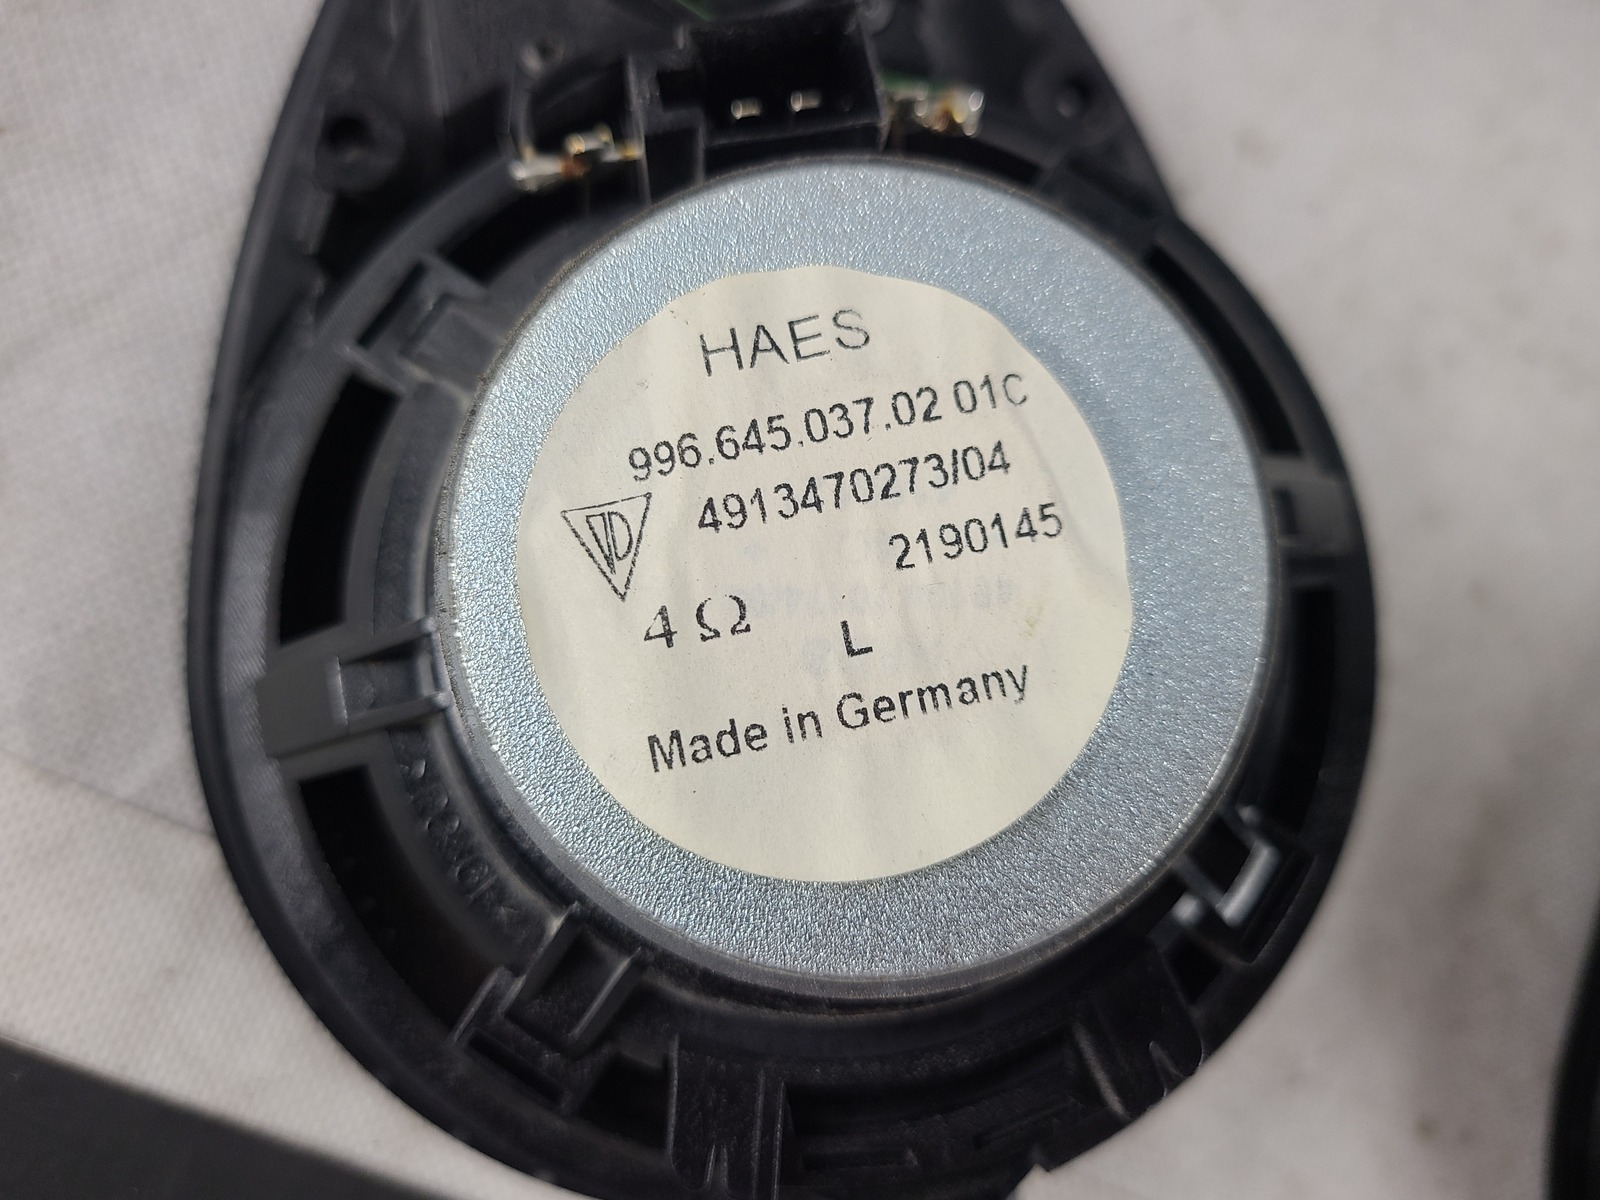 HAES
996.645.037.02 01C
4913470273/04
2190145
4 Ω
L
Made in Germany